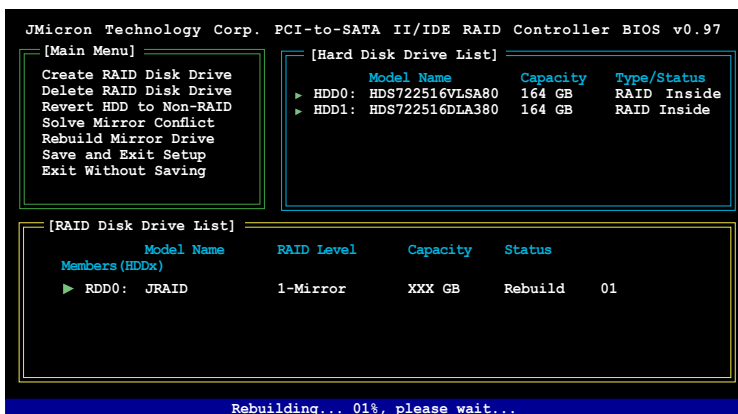 JMicron Technology Corp. PCI-to-SATA II/IDE RAID Controller BIOS v0.97
[Main Menu]
Create RAID Disk Drive
Delete RAID Disk Drive
Revert HDD to Non-RAID
Solve Mirror Conflict
Rebuild Mirror Drive
Save and Exit Setup
Exit Without Saving
[Hard Disk Drive List]
Model Name Capacity Type/Status
HDD0: HDS722516VLSA80 164 GB RAID Inside
HDD1: HDS722516DLA380 164 GB RAID Inside
[RAID Disk Drive List]
Model Name RAID Level Capacity Status
Members(HDDx)
RDD0: JRAID 1-Mirror XXX GB Rebuild 01
Rebuilding... 01%, please wait...